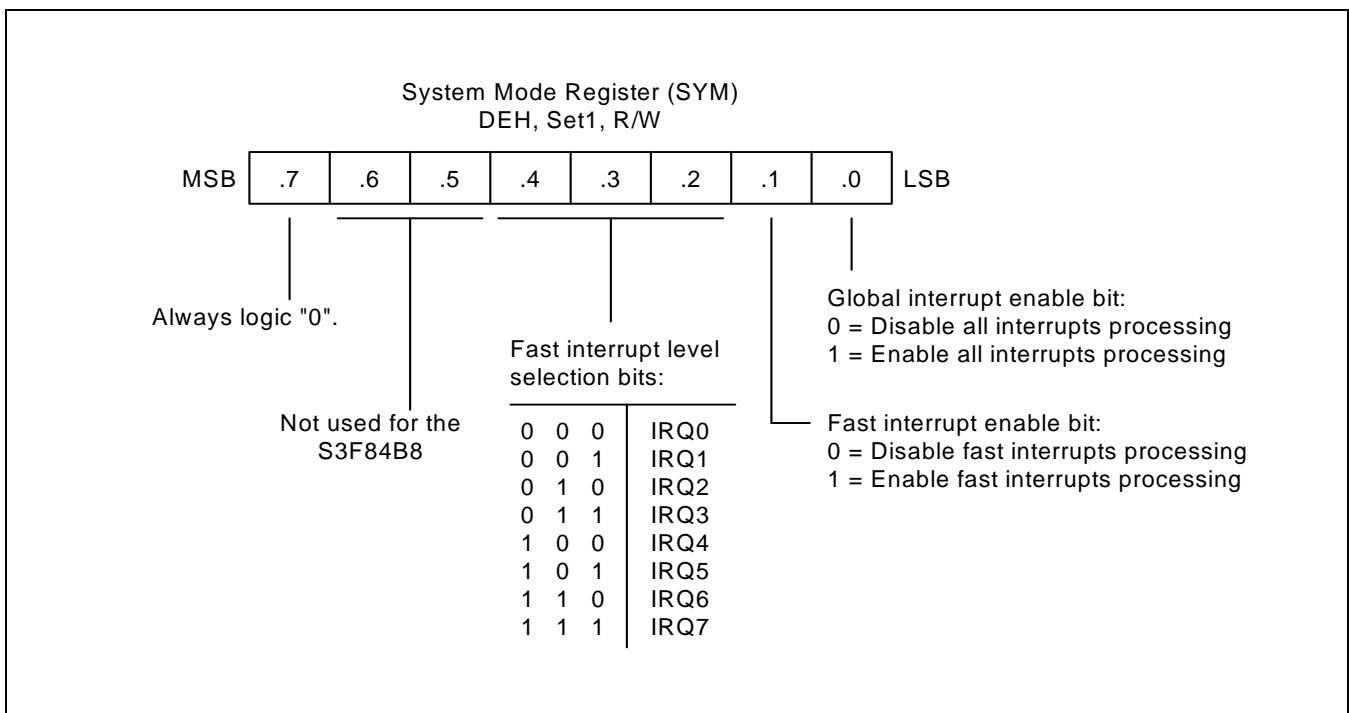 System Mode Register (SYM)
DEH, Set1, R/W
MSB .7 .6 .5 .4 .3 .2 .1 .0 LSB
Always logic "0".
Not used for the
S3F84B8
Fast interrupt level
selection bits:
0 0 0 IRQ0
0 0 1 IRQ1
0 1 0 IRQ2
0 1 1 IRQ3
1 0 0 IRQ4
1 0 1 IRQ5
1 1 0 IRQ6
1 1 1 IRQ7
Global interrupt enable bit:
0 = Disable all interrupts processing
1 = Enable all interrupts processing
Fast interrupt enable bit:
0 = Disable fast interrupts processing
1 = Enable fast interrupts processing